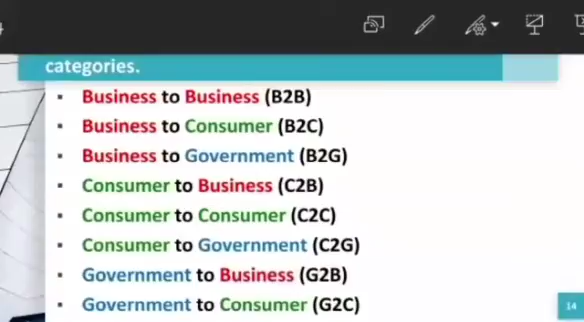 categories.
▪ Business to Business (B2B)
▪ Business to Consumer (B2C)
▪ Business to Government (B2G)
▪ Consumer to Business (C2B)
▪ Consumer to Consumer (C2C)
▪ Consumer to Government (C2G)
▪ Government to Business (G2B)
▪ Government to Consumer (G2C)
14